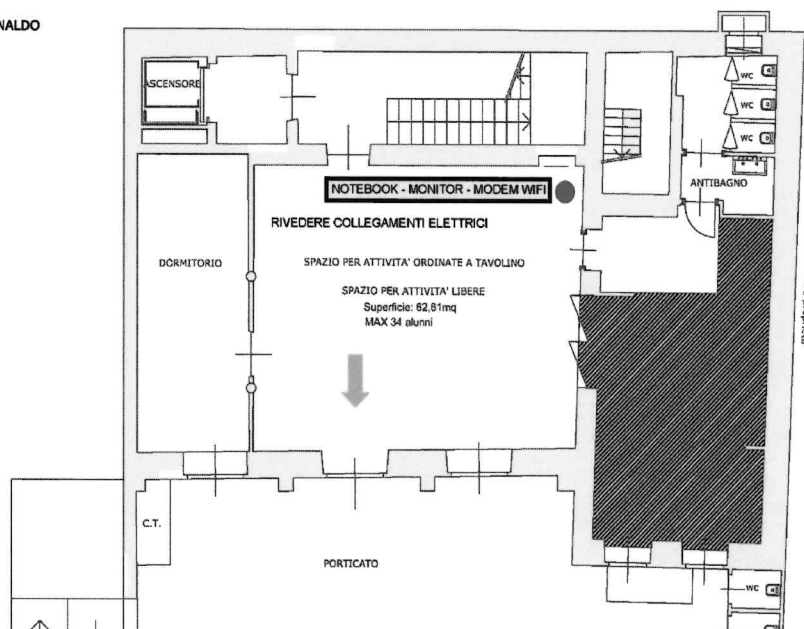 NALDO
ASCENSORE
WC
WC
WC
ANTIBAGNO
NOTEBOOK - MONITOR - MODEM WIFI
RIVEDERE COLLEGAMENTI ELETTRICI
DORMITORIO
SPAZIO PER ATTIVITA' ORDINATE A TAVOLINO
SPAZIO PER ATTIVITA' LIBERE
Superficie: 62,61mq
MAX 34 alunni
C.T.
PORTICATO
WC